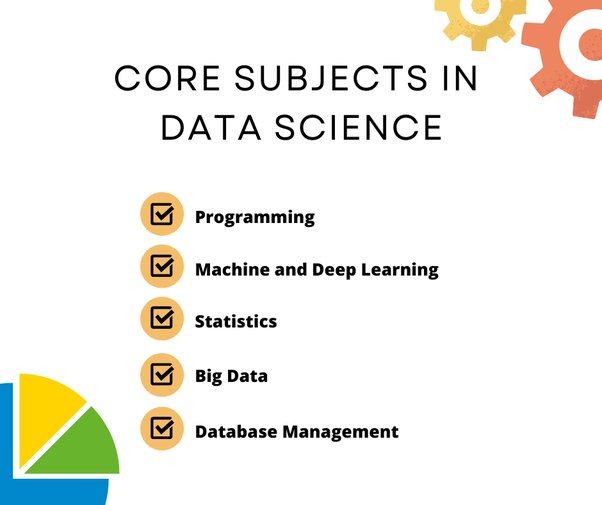 CORE SUBJECTS IN
DATA SCIENCE
Programming
Machine and Deep Learning
Statistics
Big Data
Database Management